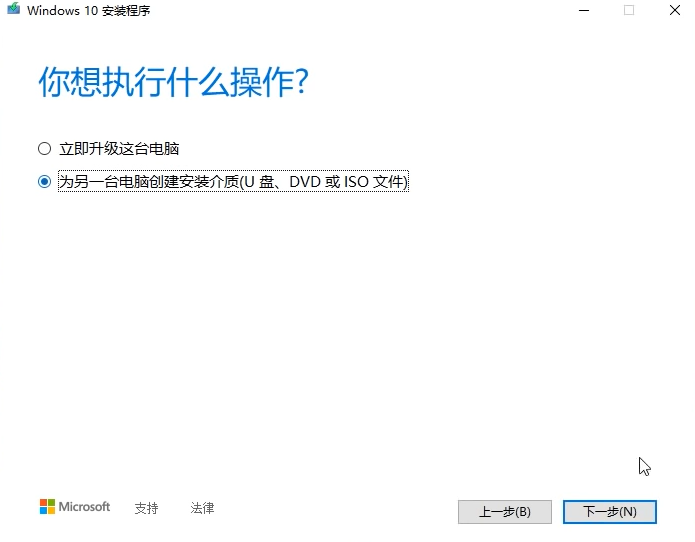 Windows 10 安装程序
你想执行什么操作?
立即升级这台电脑
为另一台电脑创建安装介质(U 盘、DVD 或 ISO 文件)
Microsoft 支持 法律 上一步(B) 下一步(N)